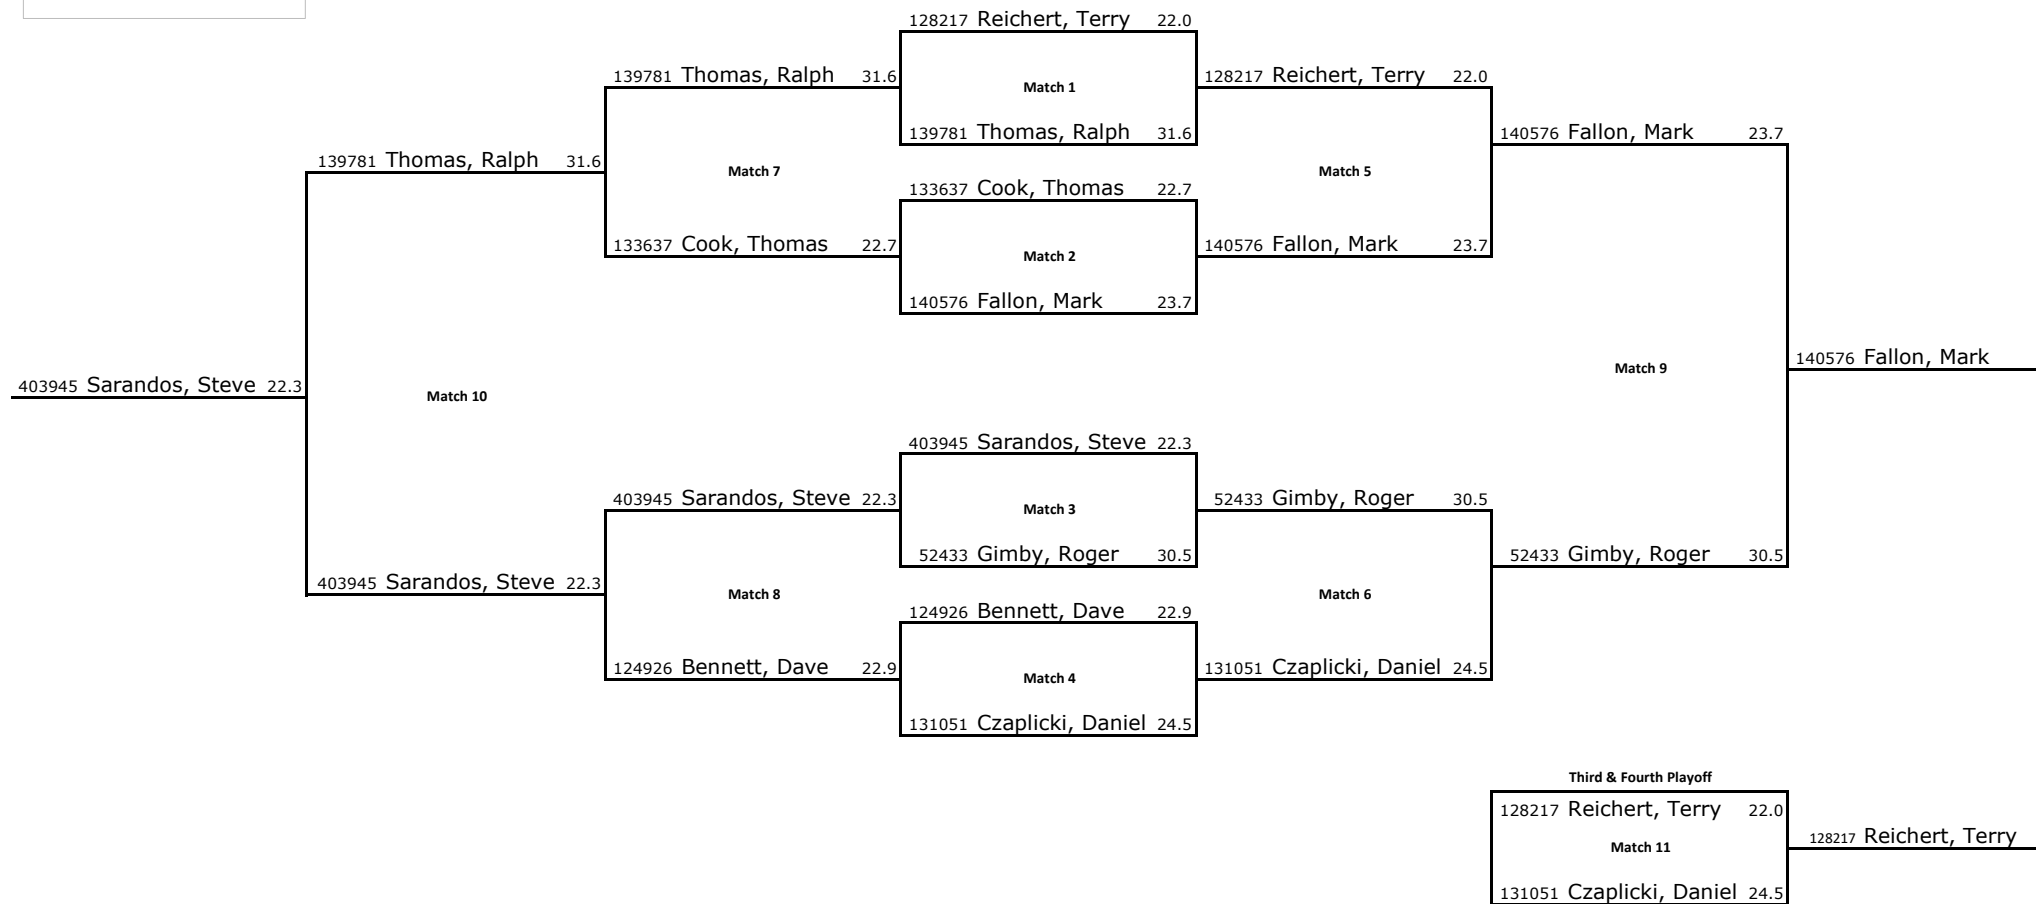 128217 Reichert, Terry 22.0
139781 Thomas, Ralph 31.6
Match 1
128217 Reichert, Terry 22.0
139781 Thomas, Ralph 31.6
140576 Fallon, Mark 23.7
139781 Thomas, Ralph 31.6
Match 7
Match 5
133637 Cook, Thomas 22.7
133637 Cook, Thomas 22.7
Match 2
140576 Fallon, Mark 23.7
140576 Fallon, Mark 23.7
140576 Fallon, Mark
Match 9
403945 Sarandos, Steve 22.3
Match 10
403945 Sarandos, Steve 22.3
403945 Sarandos, Steve 22.3
Match 3
52433 Gimby, Roger 30.5
52433 Gimby, Roger 30.5
52433 Gimby, Roger 30.5
403945 Sarandos, Steve 22.3
Match 8
Match 6
124926 Bennett, Dave 22.9
124926 Bennett, Dave 22.9
Match 4
131051 Czaplicki, Daniel 24.5
131051 Czaplicki, Daniel 24.5
Third & Fourth Playoff
128217 Reichert, Terry 22.0
Match 11
128217 Reichert, Terry
131051 Czaplicki, Daniel 24.5